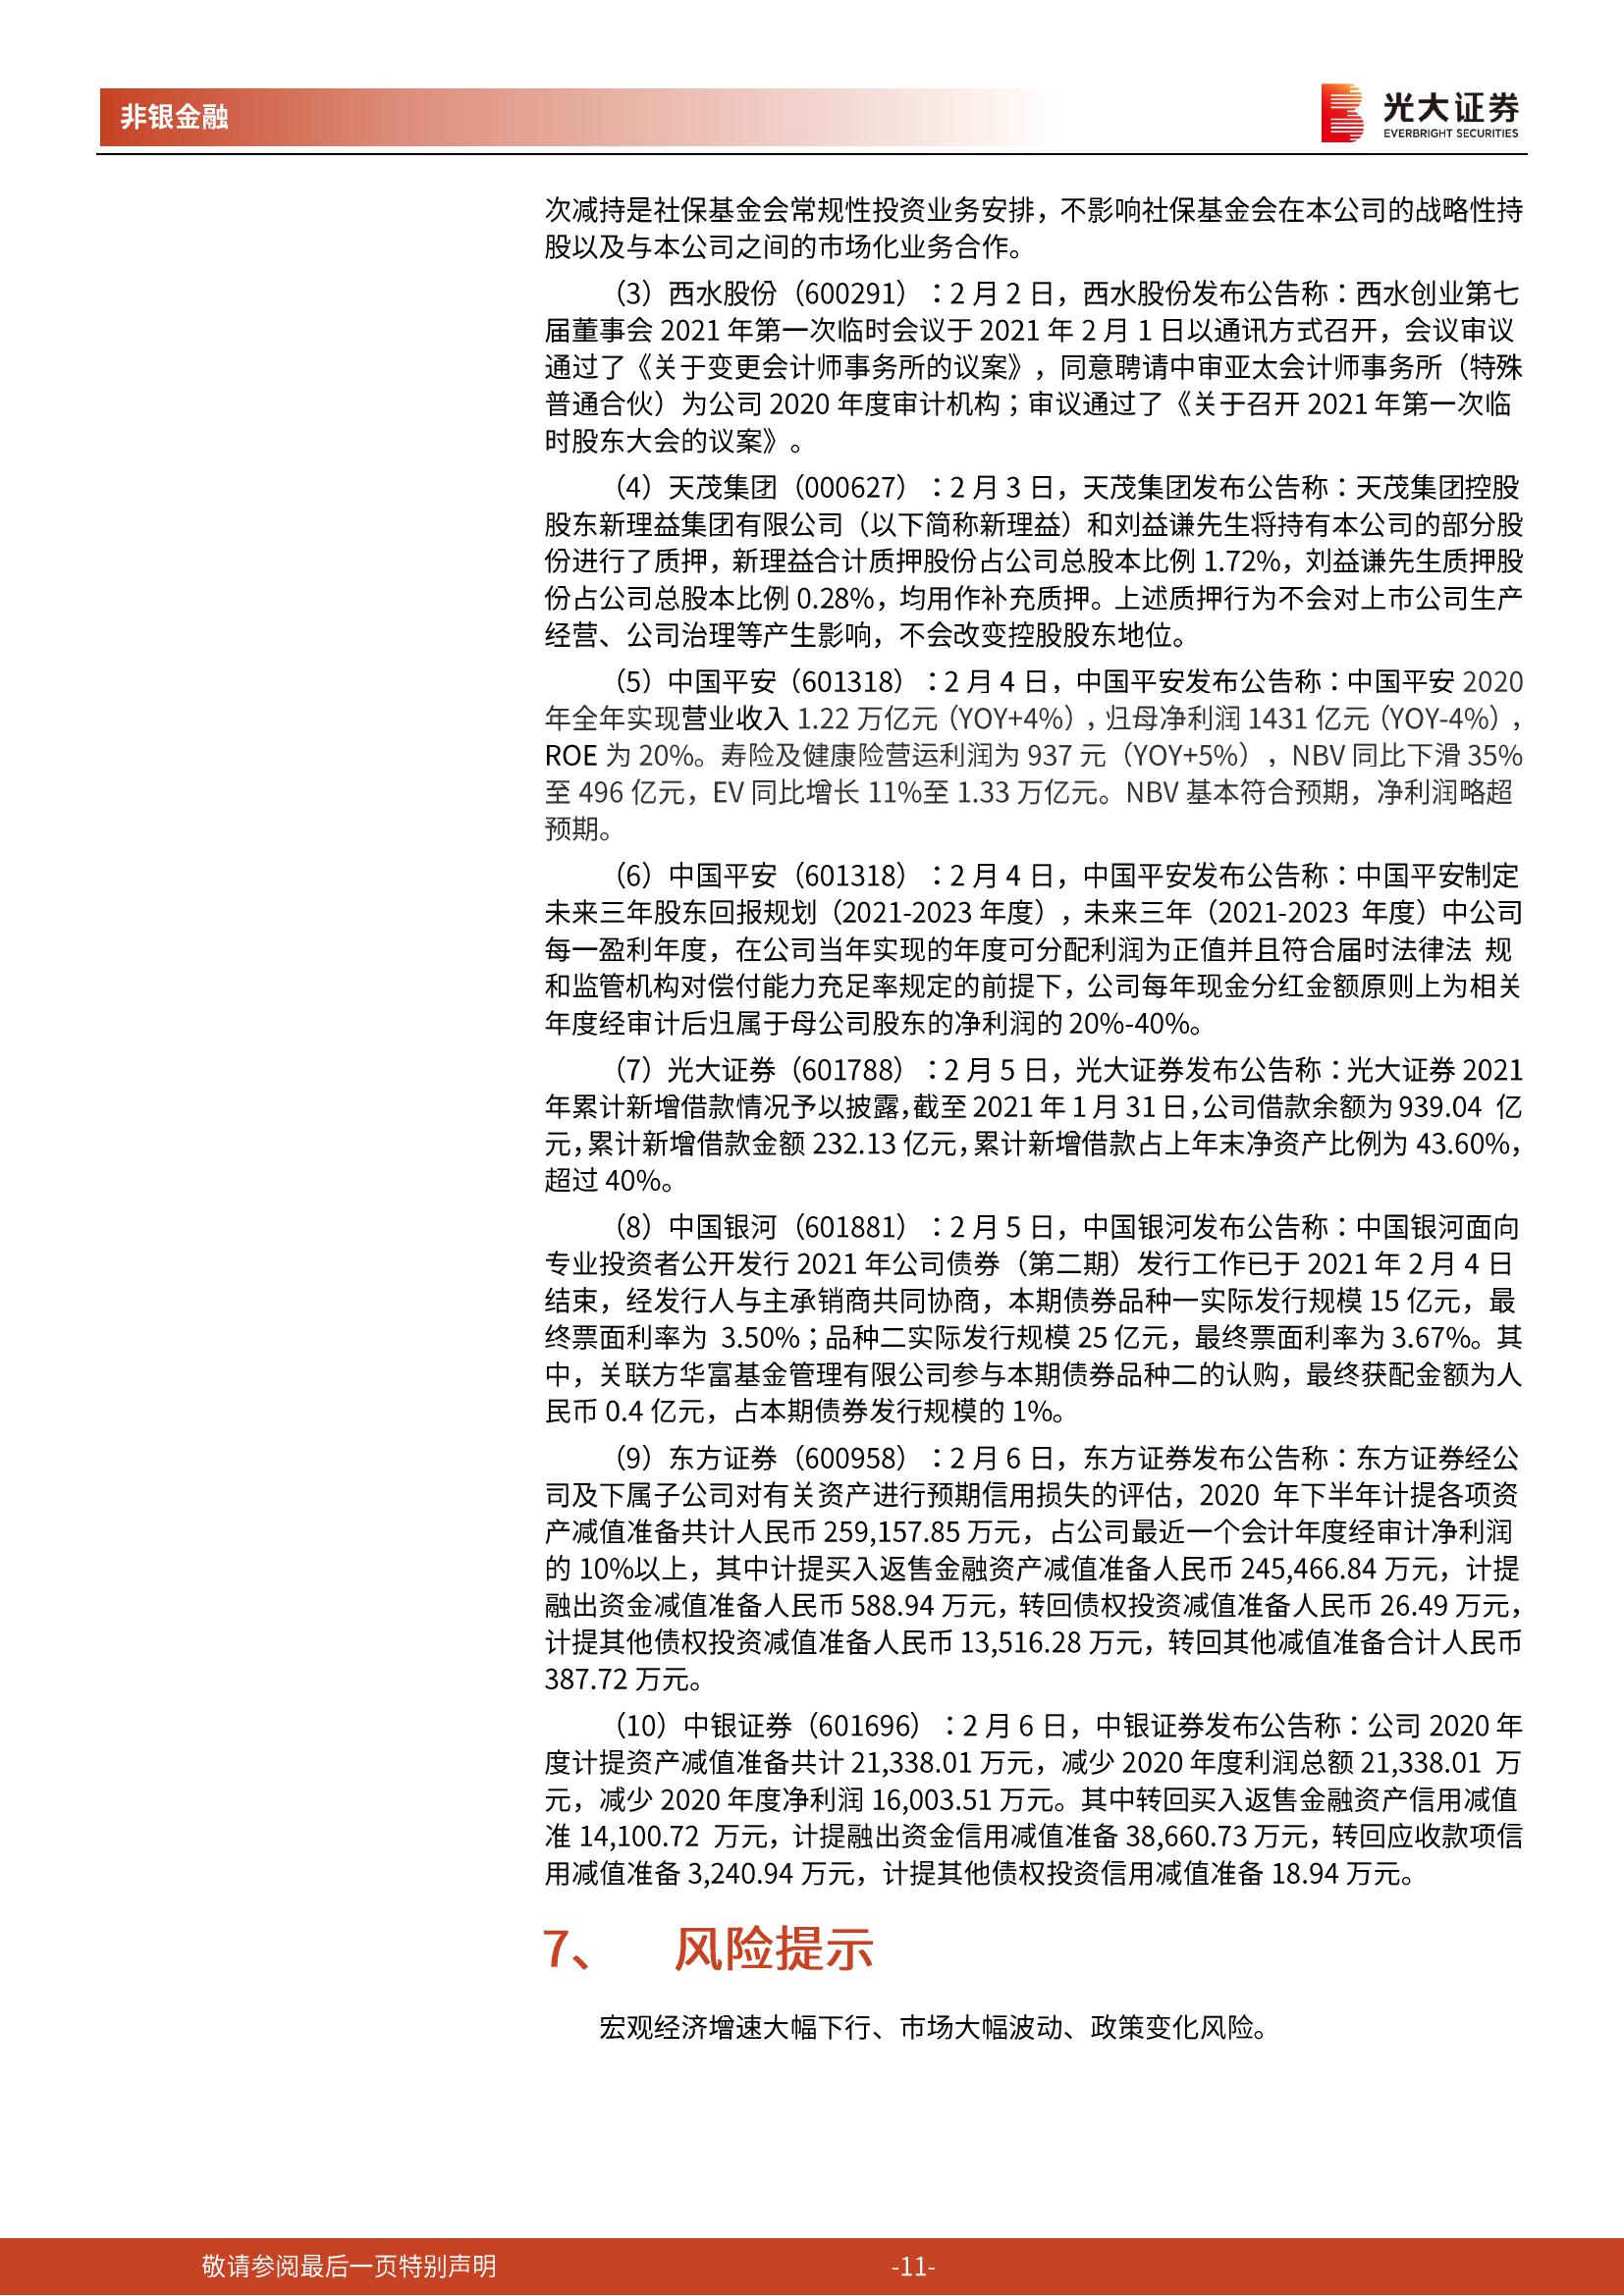 非银金融
光大证券
EVERBRIGHT SECURITIES
次减持是社保基金会常规性投资业务安排，不影响社保基金会在本公司的战略性持
股以及与本公司之间的市场化业务合作。
（3）西水股份（600291）：2 月 2 日，西水股份发布公告称：西水创业第七
届董事会 2021 年第一次临时会议于 2021 年 2 月 1 日以通讯方式召开，会议审议
通过了《关于变更会计师事务所的议案》，同意聘请中审亚太会计师事务所（特殊
普通合伙）为公司 2020 年度审计机构；审议通过了《关于召开 2021 年第一次临
时股东大会的议案》。
（4）天茂集团（000627）：2 月 3 日，天茂集团发布公告称：天茂集团控股
股东新理益集团有限公司（以下简称新理益）和刘益谦先生将持有本公司的部分股
份进行了质押，新理益合计质押股份占公司总股本比例 1.72%，刘益谦先生质押股
份占公司总股本比例 0.28%，均用作补充质押。上述质押行为不会对上市公司生产
经营、公司治理等产生影响，不会改变控股股东地位。
（5）中国平安（601318）：2 月 4 日，中国平安发布公告称：中国平安 2020
年全年实现营业收入 1.22 万亿元（YOY+4%），归母净利润 1431 亿元（YOY-4%），
ROE 为 20%。寿险及健康险营运利润为 937 元（YOY+5%），NBV 同比下滑 35%
至 496 亿元，EV 同比增长 11%至 1.33 万亿元。NBV 基本符合预期，净利润略超
预期。
（6）中国平安（601318）：2 月 4 日，中国平安发布公告称：中国平安制定
未来三年股东回报规划（2021-2023 年度），未来三年（2021-2023 年度）中公司
每一盈利年度，在公司当年实现的年度可分配利润为正值并且符合届时法律法 规
和监管机构对偿付能力充足率规定的前提下，公司每年现金分红金额原则上为相关
年度经审计后归属于母公司股东的净利润的 20%-40%。
（7）光大证券（601788）：2 月 5 日，光大证券发布公告称：光大证券 2021
年累计新增借款情况予以披露，截至 2021 年 1 月 31 日，公司借款余额为 939.04 亿
元，累计新增借款金额 232.13 亿元，累计新增借款占上年末净资产比例为 43.60%，
超过 40%。
（8）中国银河（601881）：2 月 5 日，中国银河发布公告称：中国银河面向
专业投资者公开发行 2021 年公司债券（第二期）发行工作已于 2021 年 2 月 4 日
结束，经发行人与主承销商共同协商，本期债券品种一实际发行规模 15 亿元，最
终票面利率为 3.50%；品种二实际发行规模 25 亿元，最终票面利率为 3.67%。其
中，关联方华富基金管理有限公司参与本期债券品种二的认购，最终获配金额为人
民币 0.4 亿元，占本期债券发行规模的 1%。
（9）东方证券（600958）：2 月 6 日，东方证券发布公告称：东方证券经公
司及下属子公司对有关资产进行预期信用损失的评估，2020 年下半年计提各项资
产减值准备共计人民币 259,157.85 万元，占公司最近一个会计年度经审计净利润
的 10%以上，其中计提买入返售金融资产减值准备人民币 245,466.84 万元，计提
融出资金减值准备人民币 588.94 万元，转回债权投资减值准备人民币 26.49 万元，
计提其他债权投资减值准备人民币 13,516.28 万元，转回其他减值准备合计人民币
387.72 万元。
（10）中银证券（601696）：2 月 6 日，中银证券发布公告称：公司 2020 年
度计提资产减值准备共计 21,338.01 万元，减少 2020 年度利润总额 21,338.01 万
元，减少 2020 年度净利润 16,003.51 万元。其中转回买入返售金融资产信用减值
准 14,100.72 万元，计提融出资金信用减值准备 38,660.73 万元，转回应收款项信
用减值准备 3,240.94 万元，计提其他债权投资信用减值准备 18.94 万元。
7、 风险提示
宏观经济增速大幅下行、市场大幅波动、政策变化风险。
敬请参阅最后一页特别声明
-11-